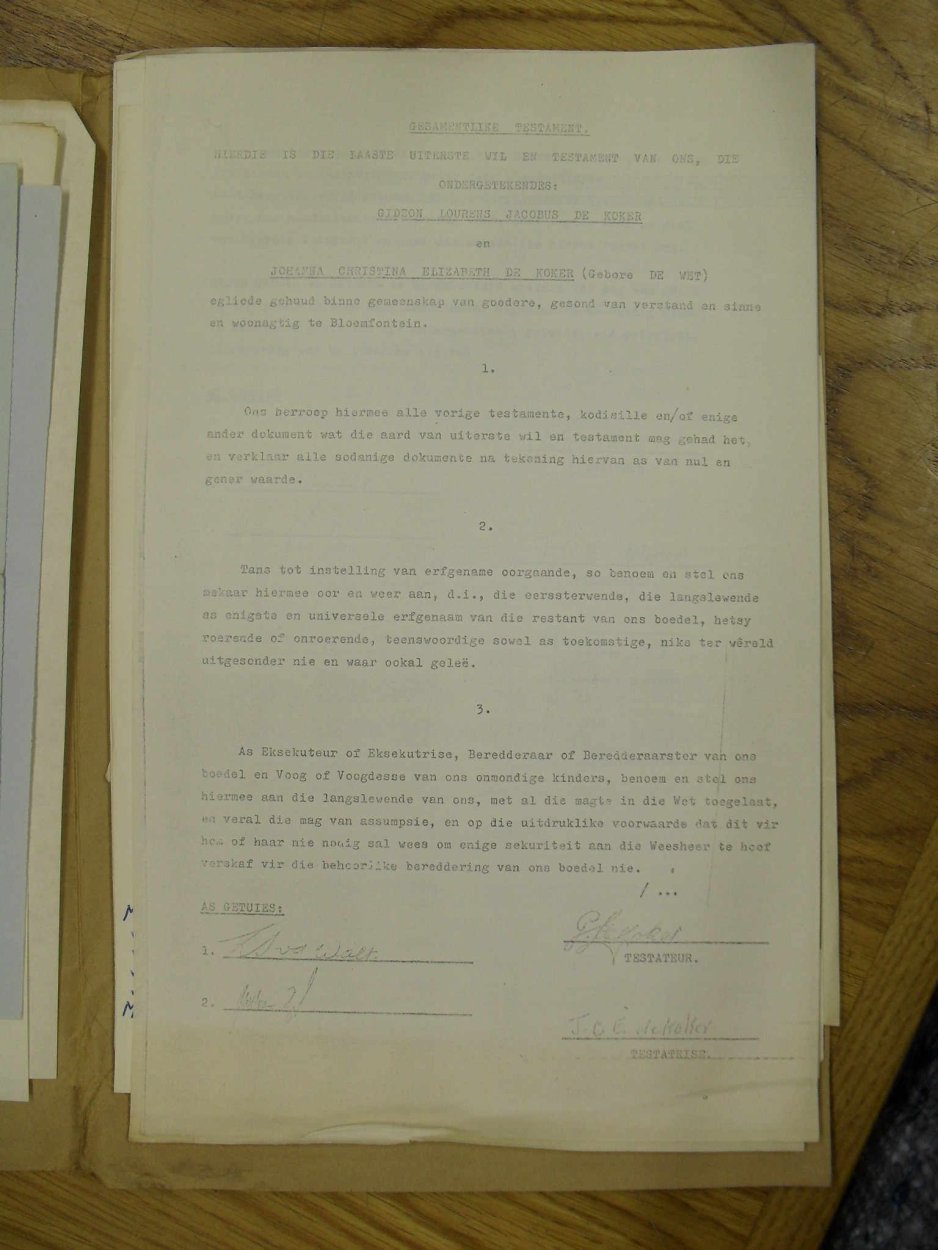 GESAMENTLIKE TESTAMENT.
HIERDIE IS DIE LAASTE UITERSTE WIL EN TESTAMENT VAN ONS, DIE
ONDERGETEKENDES:
GIDEON LOURENS JACOBUS DE KOKER
en
JOHANNA CHRISTINA ELIZABETH DE KOKER (Gebore DE WET)
egliede gehuud binne gemeenskap van goedere, gesond van verstand en sinne
en woonagtig te Bloemfontein.
1.
Ons herroep hiermee alle vorige testamente, kodisille en/of enige
ander dokument wat die aard van uiterste wil en testament mag gehad het,
en verklaar alle sodanige dokumente na tekening hiervan as van nul en
gener waarde.
2.
Tans tot instelling van erfgename oorgaande, so benoem en stel ons
mekaar hiermee oor en weer aan, d.i., die eerssterwende, die langslewende
as enigste en universele erfgenaam van die restant van ons boedel, hetsy
roerende of onroerende, teenswoordige sowel as toekomstige, niks ter wêreld
uitgesonder nie en waar ookal geleë.
3.
As Eksekuteur of Eksekutrise, Beredderaar of Beredderaarster van ons
boedel en Voog of Voogdesse van ons onmondige kinders, benoem en stel ons
hiermee aan die langslewende van ons, met al die magte in die Wet toegelaat,
en veral die mag van assumpsie, en op die uitdruklike voorwaarde dat dit vir
hom of haar nie nodig sal wees om enige sekuriteit aan die Weesheer te hoef
verskaf vir die behoorlike bereddering van ons boedel nie.
/ ...
AS GETUIES:
1. vd Walt
TESTATEUR.
2.
J. C. E. de Koker
TESTATRISE.